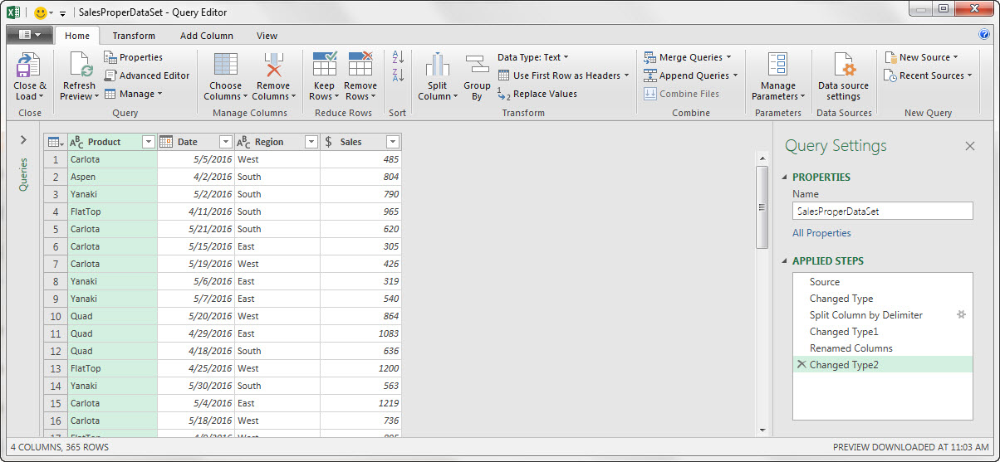 SalesProperDataSet - Query Editor
Home Transform Add Column View
Close & Load
Refresh Preview
Properties
Advanced Editor
Manage
Choose Columns
Remove Columns
Keep Rows
Remove Rows
Split Column
Group By
Data Type: Text
Use First Row as Headers
Replace Values
Merge Queries
Append Queries
Combine Files
Manage Parameters
Data source settings
New Source
Recent Sources
Close Query Manage Columns Reduce Rows Sort Transform Combine Parameters Data Sources New Query
Queries
Product Date Region Sales
1 Carlota 5/5/2016 West 485
2 Aspen 4/2/2016 South 804
3 Yanaki 5/2/2016 South 790
4 FlatTop 4/11/2016 South 965
5 Carlota 5/21/2016 South 620
6 Carlota 5/15/2016 East 305
7 Carlota 5/19/2016 West 426
8 Yanaki 5/6/2016 East 319
9 Yanaki 5/7/2016 East 540
10 Quad 5/20/2016 West 864
11 Quad 4/29/2016 East 1083
12 Quad 4/18/2016 South 636
13 FlatTop 4/25/2016 West 1200
14 Yanaki 5/30/2016 South 563
15 Carlota 5/4/2016 East 1219
16 Carlota 5/18/2016 West 736
Query Settings
PROPERTIES
Name
SalesProperDataSet
All Properties
APPLIED STEPS
Source
Changed Type
Split Column by Delimiter
Changed Type1
Renamed Columns
Changed Type2
4 COLUMNS, 365 ROWS
PREVIEW DOWNLOADED AT 11:03 AM